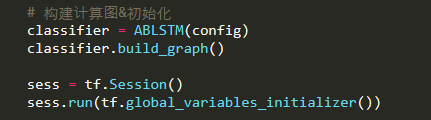 # 构建计算图&初始化
classifier = ABLSTM(config)
classifier.build_graph()
sess = tf.Session()
sess.run(tf.global_variables_initializer())